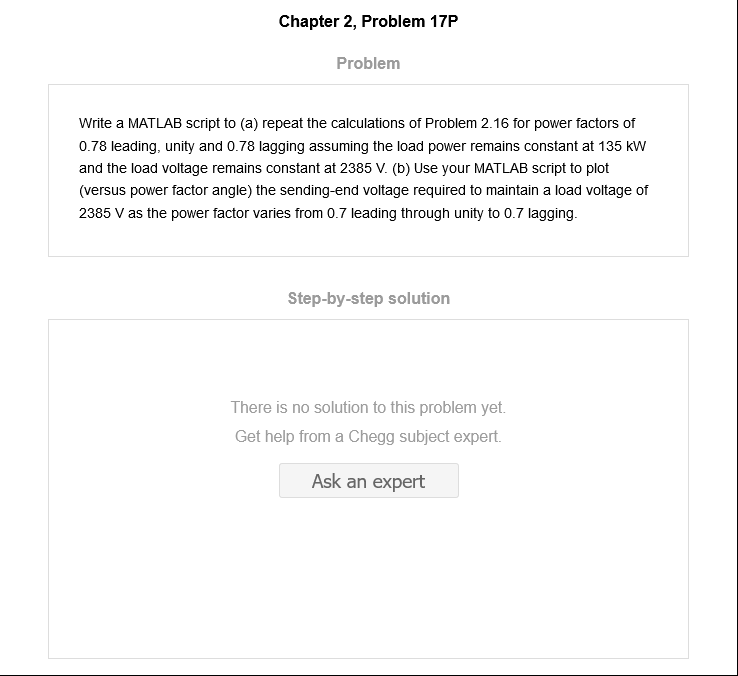 Chapter 2, Problem 17P
Problem
Write a MATLAB script to (a) repeat the calculations of Problem 2.16 for power factors of
0.78 leading, unity and 0.78 lagging assuming the load power remains constant at 135 kW
and the load voltage remains constant at 2385 V. (b) Use your MATLAB script to plot
(versus power factor angle) the sending-end voltage required to maintain a load voltage of
2385 V as the power factor varies from 0.7 leading through unity to 0.7 lagging.
Step-by-step solution
There is no solution to this problem yet.
Get help from a Chegg subject expert.
Ask an expert